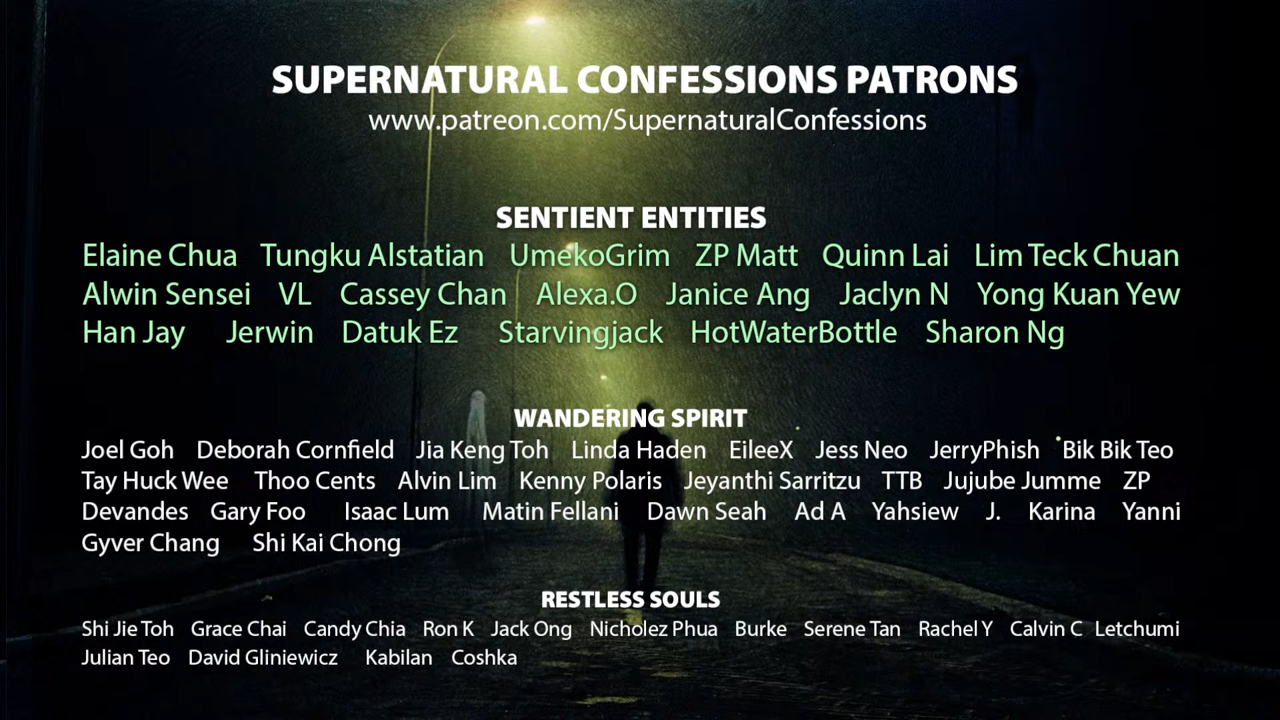 SUPERNATURAL CONFESSIONS PATRONS
www.patreon.com/SupernaturalConfessions
SENTIENT ENTITIES
Elaine Chua Tungku Alstatian UmekoGrim ZP Matt Quinn Lai Lim Teck Chuan
Alwin Sensei VL Cassey Chan Alexa.O Janice Ang Jaclyn N Yong Kuan Yew
Han Jay Jerwin Datuk Ez Starvingjack HotWaterBottle Sharon Ng
WANDERING SPIRIT
Joel Goh Deborah Cornfield Jia Keng Toh Linda Haden EileeX Jess Neo JerryPhish Bik Bik Teo
Tay Huck Wee Thoo Cents Alvin Lim Kenny Polaris Jeyanthi Sarritzu TTB Jujube Jumme ZP
Devandes Gary Foo Isaac Lum Matin Fellani Dawn Seah Ad A Yahsiew J. Karina Yanni
Gyver Chang Shi Kai Chong
RESTLESS SOULS
Shi Jie Toh Grace Chai Candy Chia Ron K Jack Ong Nicholez Phua Burke Serene Tan Rachel Y Calvin C Letchumi
Julian Teo David Gliniewicz Kabilan Coshka